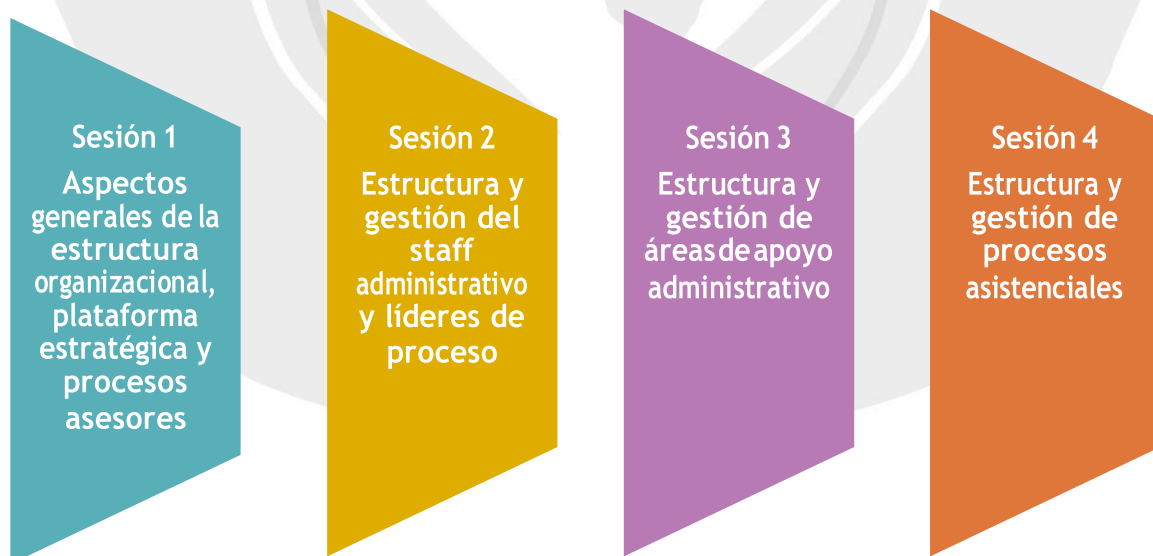 Sesión 1
Aspectos
generales de la
estructura
organizacional,
plataforma
estratégica y
procesos
asesores
Sesión 2
Estructura y
gestión del
staff
administrativo
y líderes de
proceso
Sesión 3
Estructura y
gestión de
áreas de apoyo
administrativo
Sesión 4
Estructura y
gestión de
procesos
asistenciales